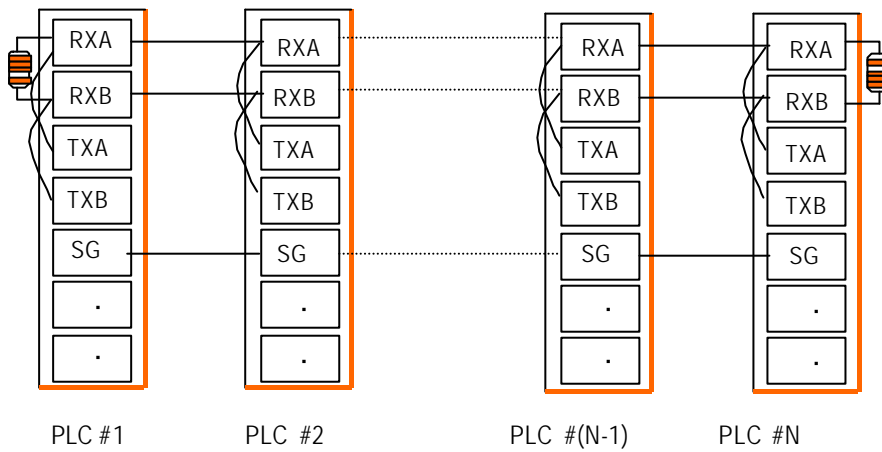 RXA RXA RXA RXA
RXB RXB RXB RXB
TXA TXA TXA TXA
TXB TXB TXB TXB
SG SG SG SG
. . . .
. . . .
PLC #1 PLC #2 PLC #(N-1) PLC #N